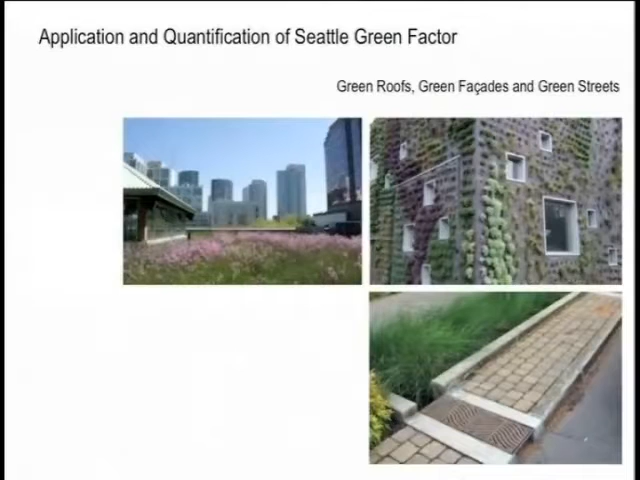 Application and Quantification of Seattle Green Factor
Green Roofs, Green Façades and Green Streets